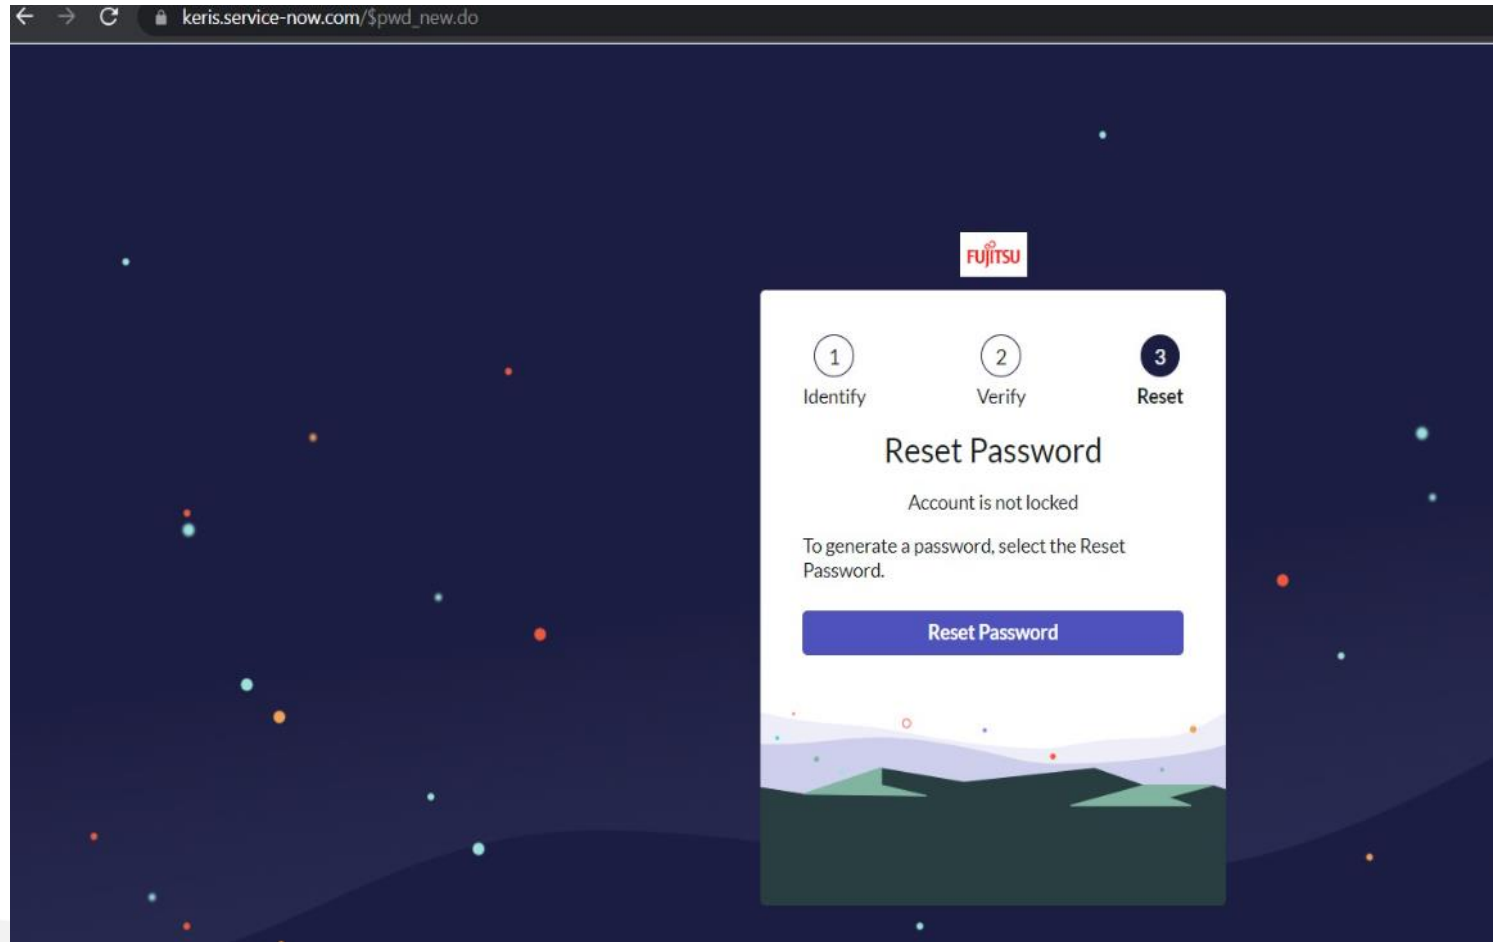 keris.service-now.com/$pwd_new.do
FUJITSU
1
2
3
Identify
Verify
Reset
Reset Password
Account is not locked
To generate a password, select the Reset
Password.
Reset Password